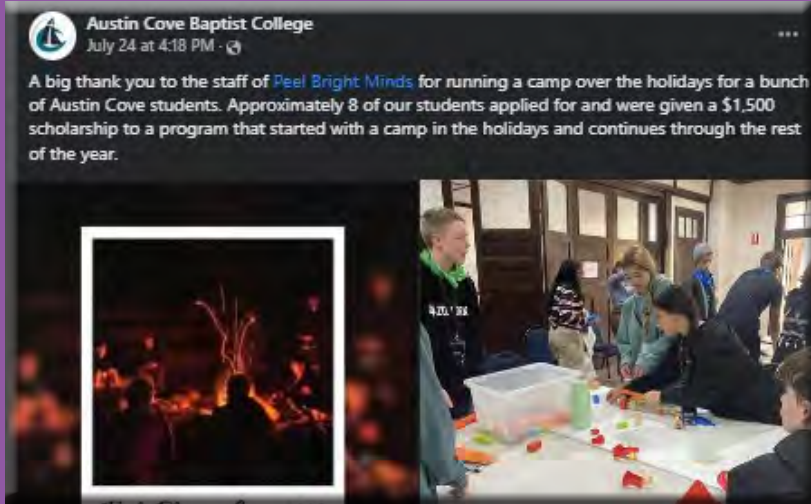 Austin Cove Baptist College
July 24 at 4:18 PM ·
A big thank you to the staff of Peel Bright Minds for running a camp over the holidays for a bunch
of Austin Cove students. Approximately 8 of our students applied for and were given a $1,500
scholarship to a program that started with a camp in the holidays and continues through the rest
of the year.